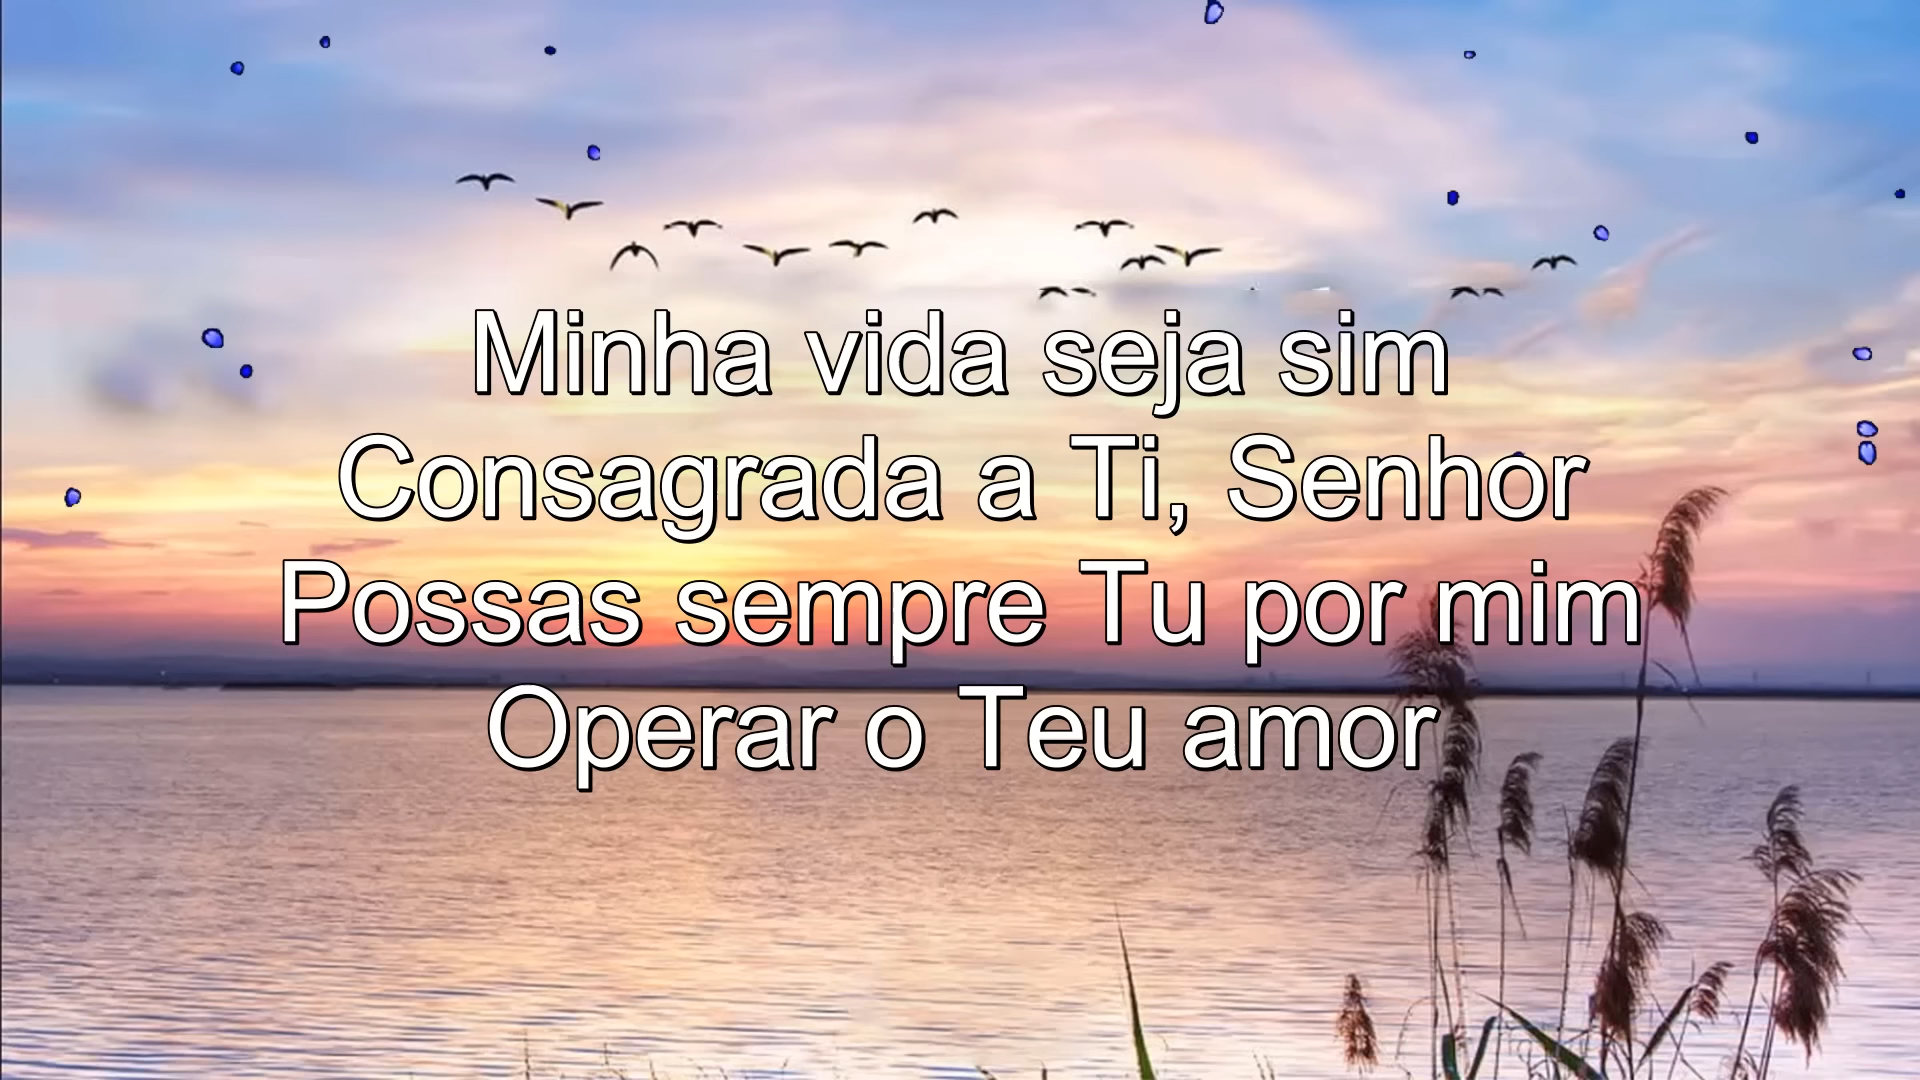 Minha vida seja sim
Consagrada a Ti, Senhor
Possas sempre Tu por mim
Operar o Teu amor